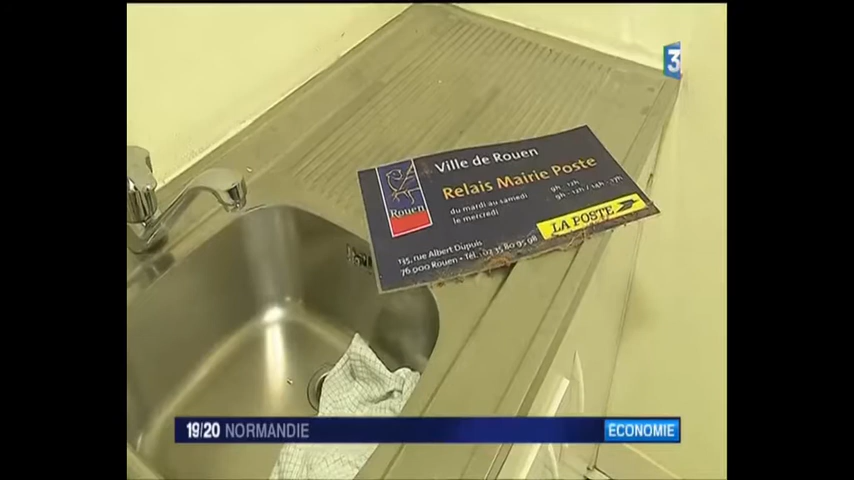 3
Ville de Rouen
Relais Mairie Poste
du mardi au samedi 9h - 12h
le mercredi 9h - 12h / 14h - 17h
Rouen
LA POSTE
135, rue Albert Dupuis
76 000 Rouen • Tél. : 02 35 80 95 98
19/20 NORMANDIE
ÉCONOMIE